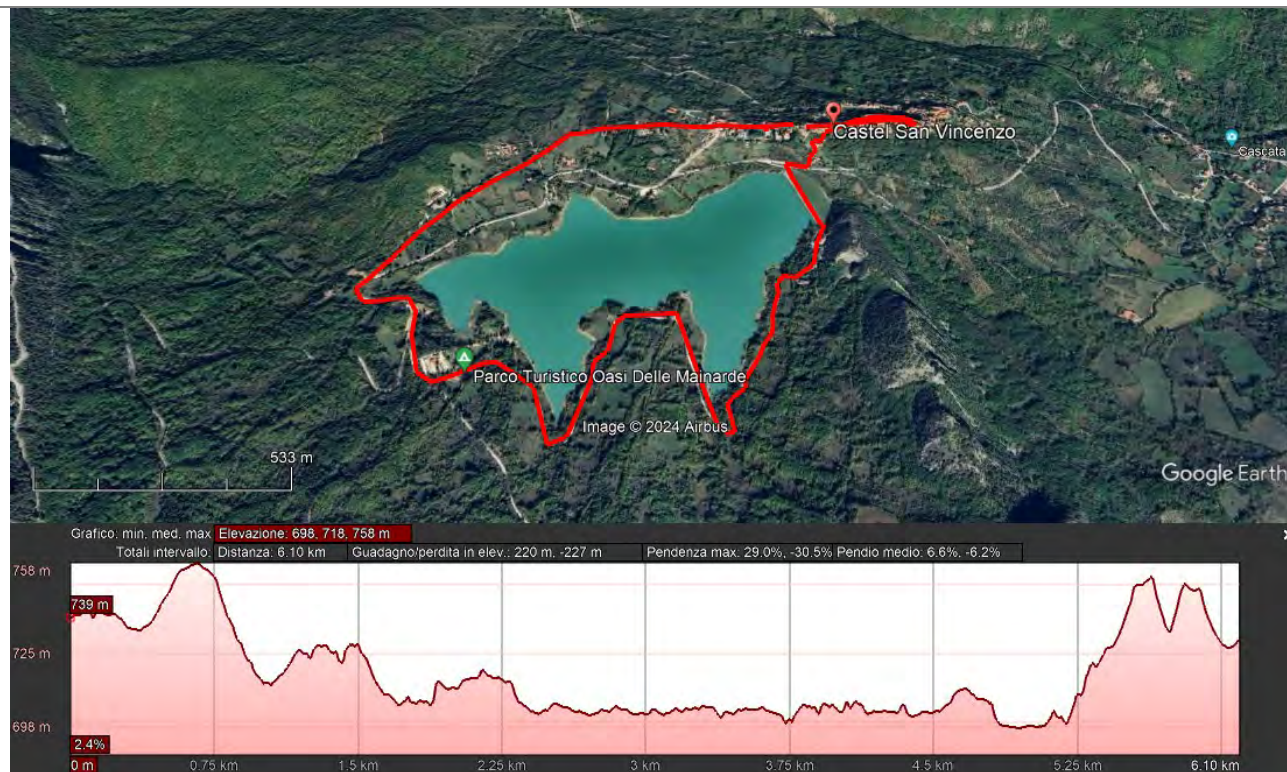 Castel San Vincenzo
Cascata
Parco Turistico Oasi Delle Mainarde
Image © 2024 Airbus
533 m
Google Earth
Grafico: min. med. max Elevazione: 698, 718, 758 m
Totali intervallo: Distanza: 6.10 km Guadagno/perdita in elev.: 220 m, -227 m Pendenza max. 29.0%, -30.5% Pendio medio: 6.6%, -6.2%
758 m
739 m
725 m
698 m
2.4%
0 m 0.75 km 1.5 km 2.25 km 3 km 3.75 km 4.5 km 5.25 km 6.10 km